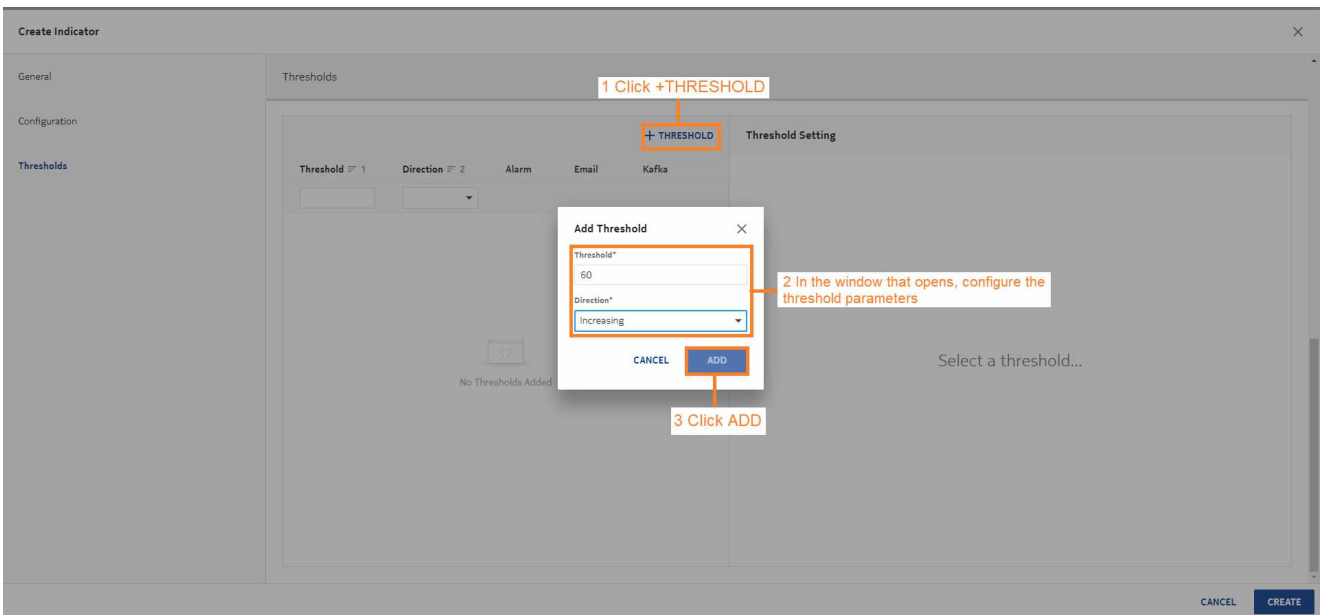 Create Indicator
General
Configuration
Thresholds
Thresholds
1 Click +THRESHOLD
+ THRESHOLD
Threshold Setting
Threshold 1 Direction 2 Alarm Email Kafka
Add Threshold
Threshold*
60
Direction*
Increasing
CANCEL ADD
2 In the window that opens, configure the
threshold parameters
3 Click ADD
No Thresholds Added
Select a threshold...
CANCEL CREATE